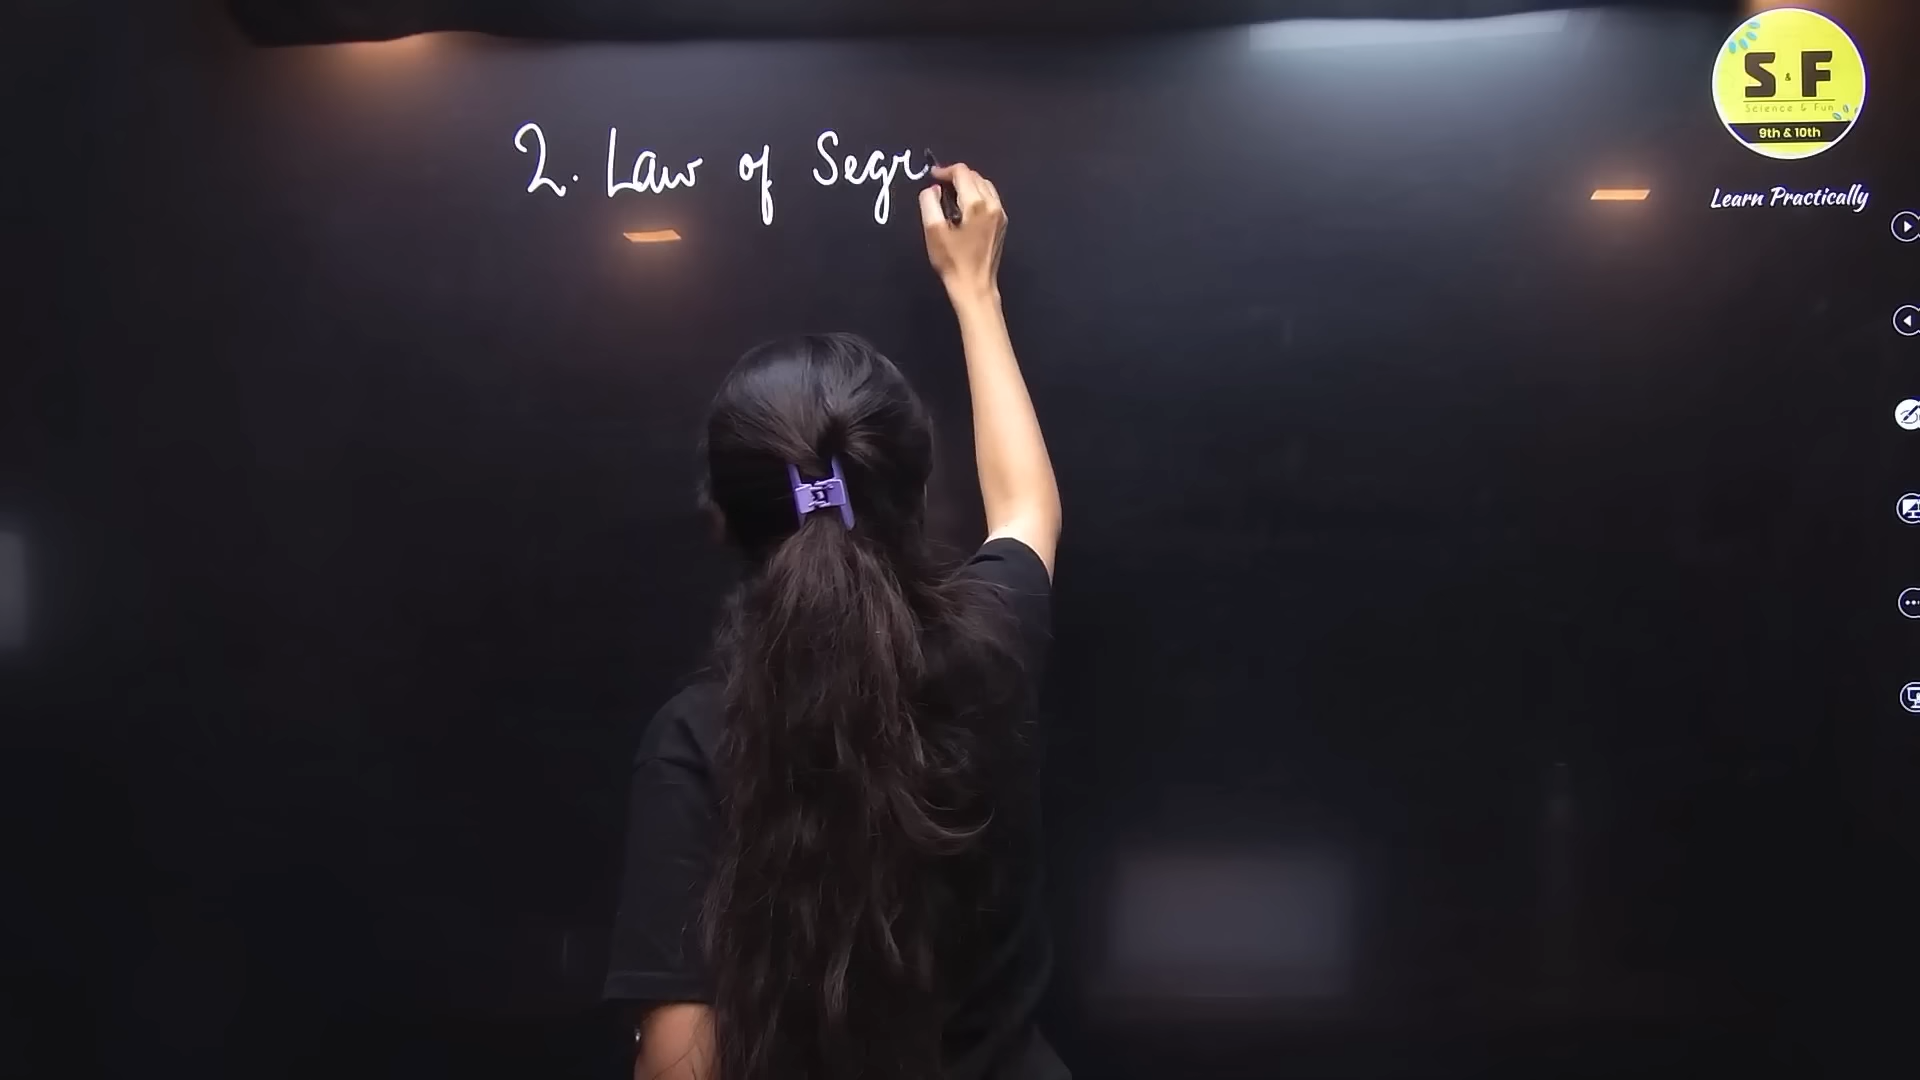 2. Law of Segr
S & F
Science & Fun
9th & 10th
Learn Practically